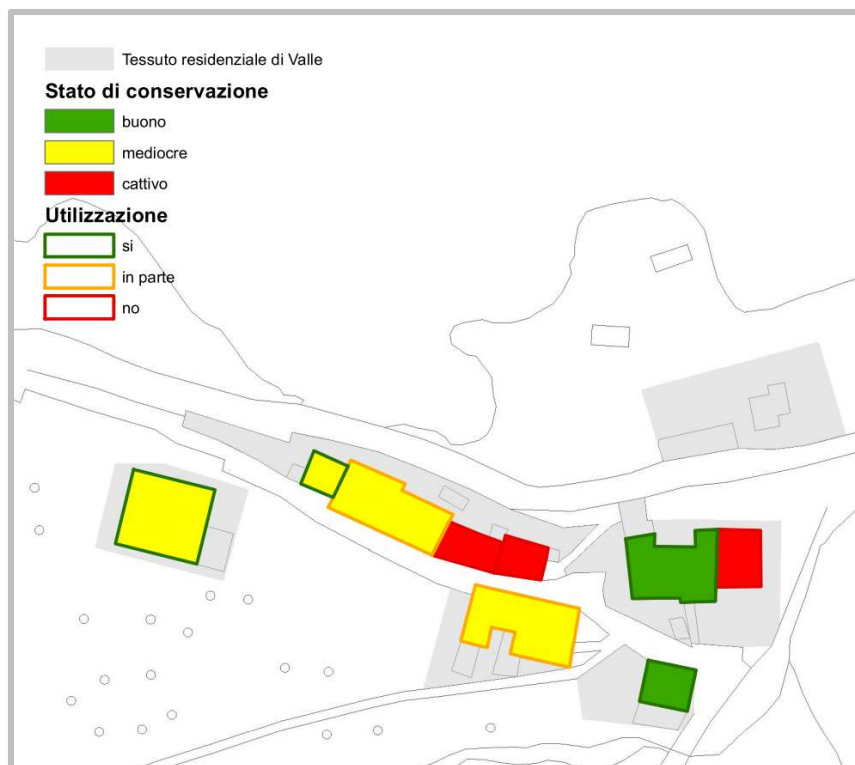 Tessuto residenziale di Valle
Stato di conservazione
buono
mediocre
cattivo
Utilizzazione
si
in parte
no